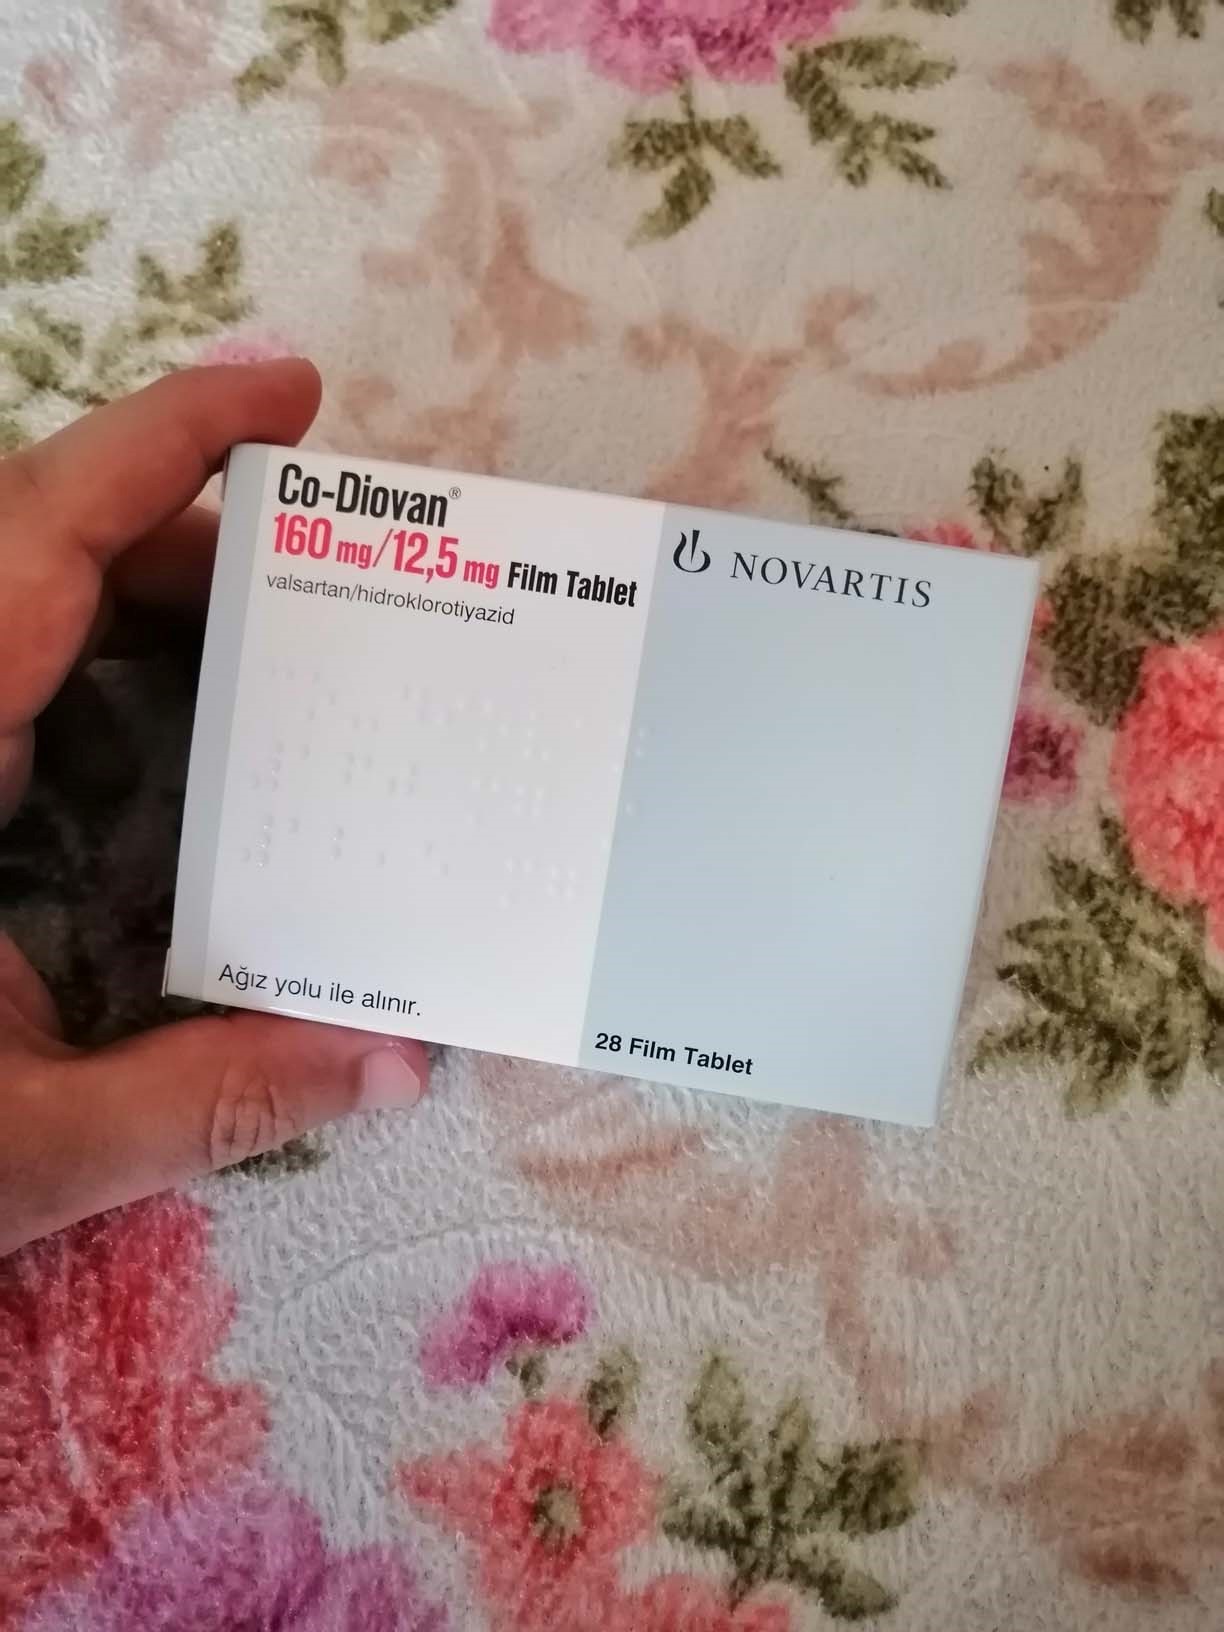 Co-Diovan®
160 mg/12,5 mg Film Tablet
valsartan/hidroklorotiyazid
NOVARTIS
Ağız yolu ile alınır.
28 Film Tablet